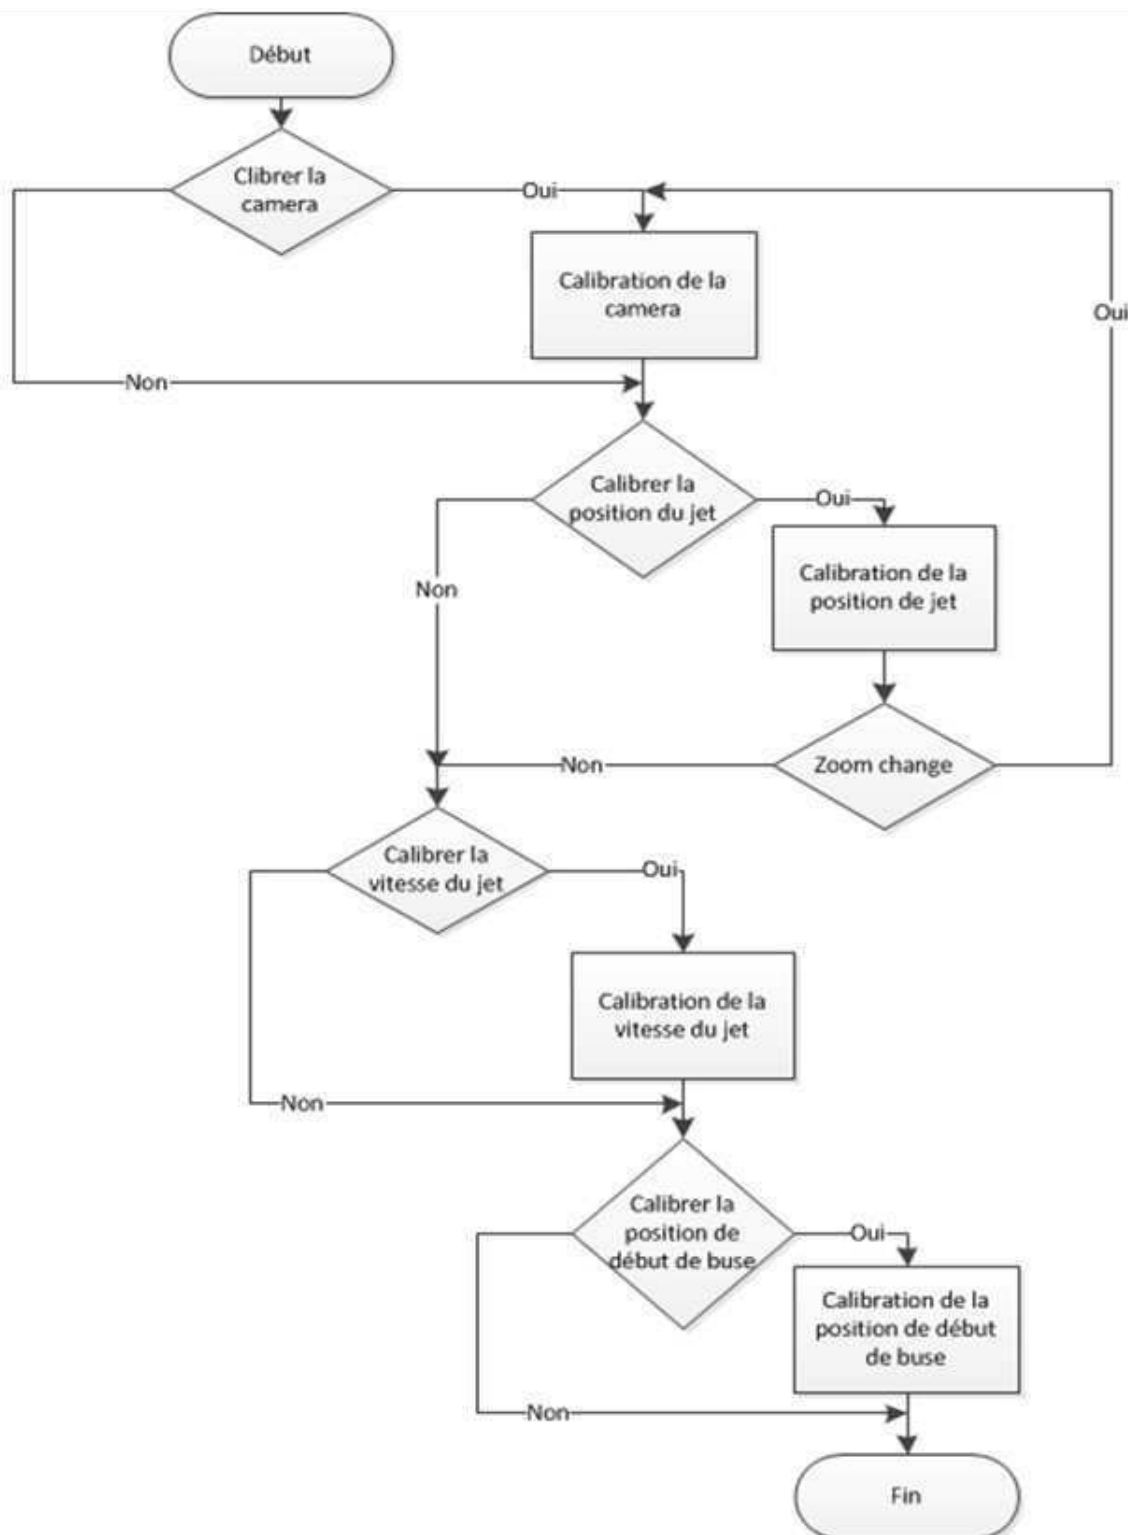 Début
Clibrer la
camera
Oui
Calibration de la
camera
Oui
Non
Calibrer la
position du jet
Oui
Calibration de la
position de jet
Non
Zoom change
Non
Calibrer la
vitesse du jet
Oui
Calibration de la
vitesse du jet
Non
Calibrer la
position de
début de buse
Oui
Calibration de la
position de début
de buse
Non
Fin